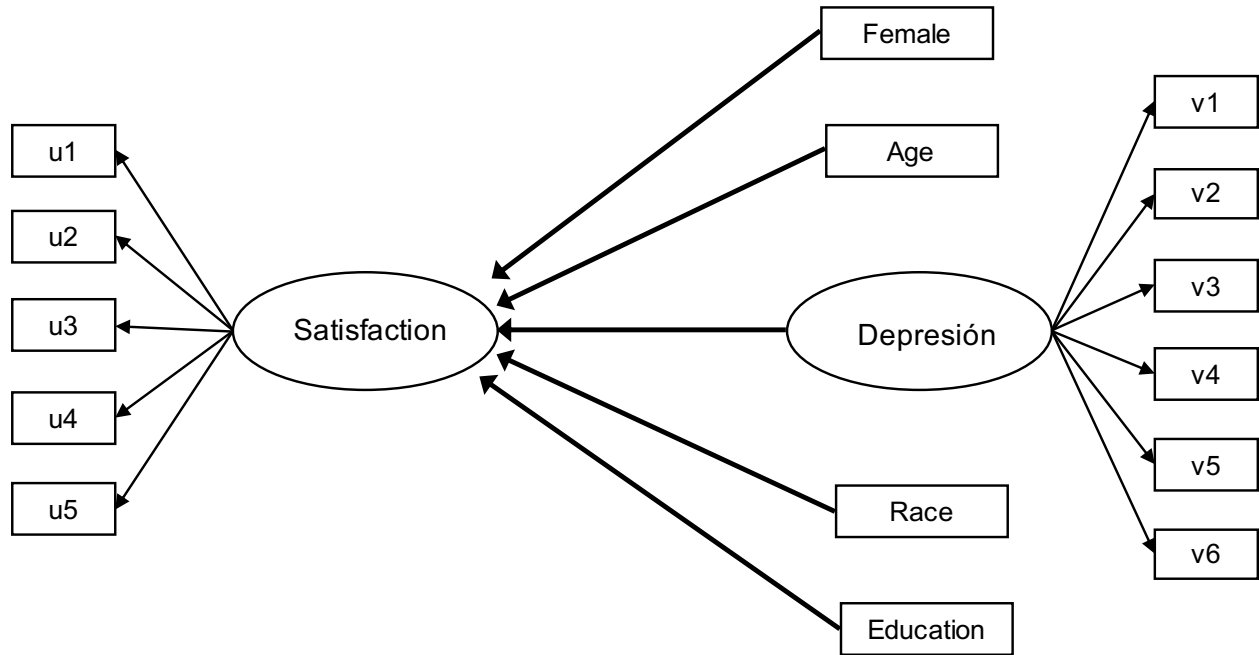 Female
v1
u1
Age
v2
u2
v3
u3
Satisfaction
Depresión
v4
u4
v5
u5
Race
v6
Education